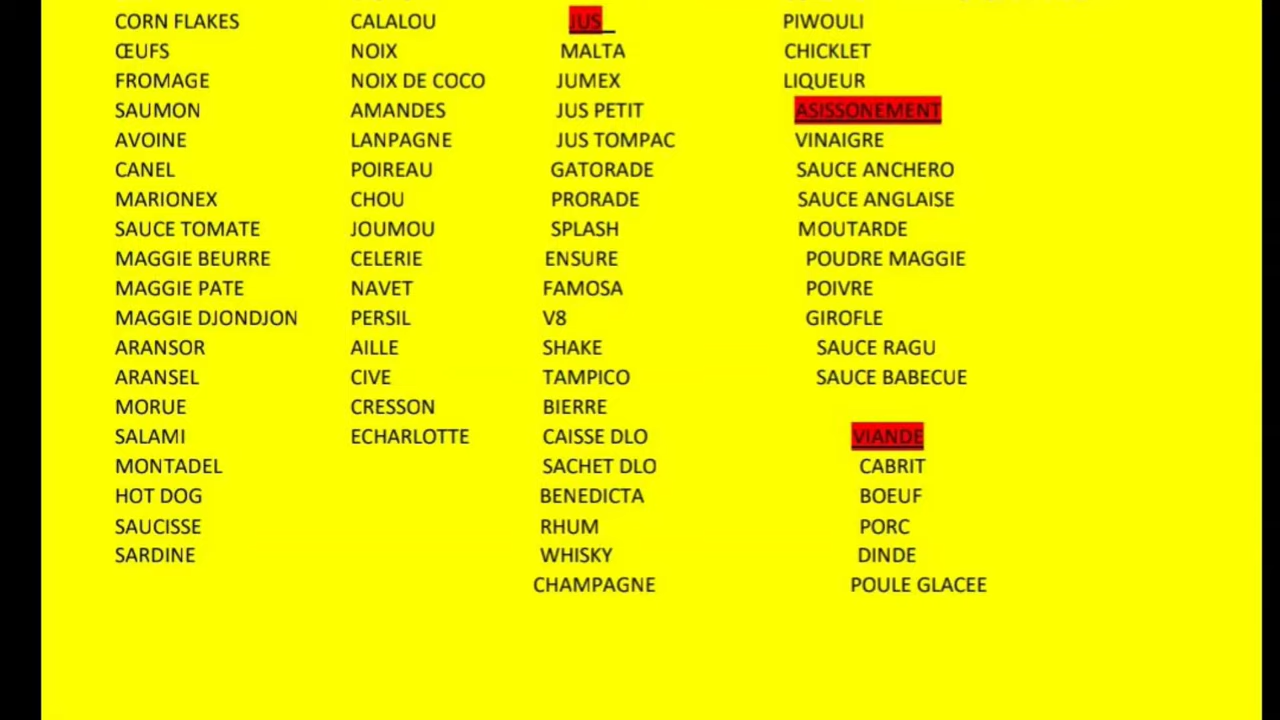 CORN FLAKES
ŒUFS
FROMAGE
SAUMON
AVOINE
CANEL
MARIONEX
SAUCE TOMATE
MAGGIE BEURRE
MAGGIE PATE
MAGGIE DJONDJON
ARANSOR
ARANSEL
MORUE
SALAMI
MONTADEL
HOT DOG
SAUCISSE
SARDINE
CALALOU
NOIX
NOIX DE COCO
AMANDES
LANPAGNE
POIREAU
CHOU
JOUMOU
CELERIE
NAVET
PERSIL
AILLE
CIVE
CRESSON
ECHARLOTTE
JUS
MALTA
JUMEX
JUS PETIT
JUS TOMPAC
GATORADE
PRORADE
SPLASH
ENSURE
FAMOSA
V8
SHAKE
TAMPICO
BIERRE
CAISSE DLO
SACHET DLO
BENEDICTA
RHUM
WHISKY
CHAMPAGNE
PIWOULI
CHICKLET
LIQUEUR
ASISSONEMENT
VINAIGRE
SAUCE ANCHERO
SAUCE ANGLAISE
MOUTARDE
POUDRE MAGGIE
POIVRE
GIROFLE
SAUCE RAGU
SAUCE BABECUE
VIANDE
CABRIT
BOEUF
PORC
DINDE
POULE GLACEE